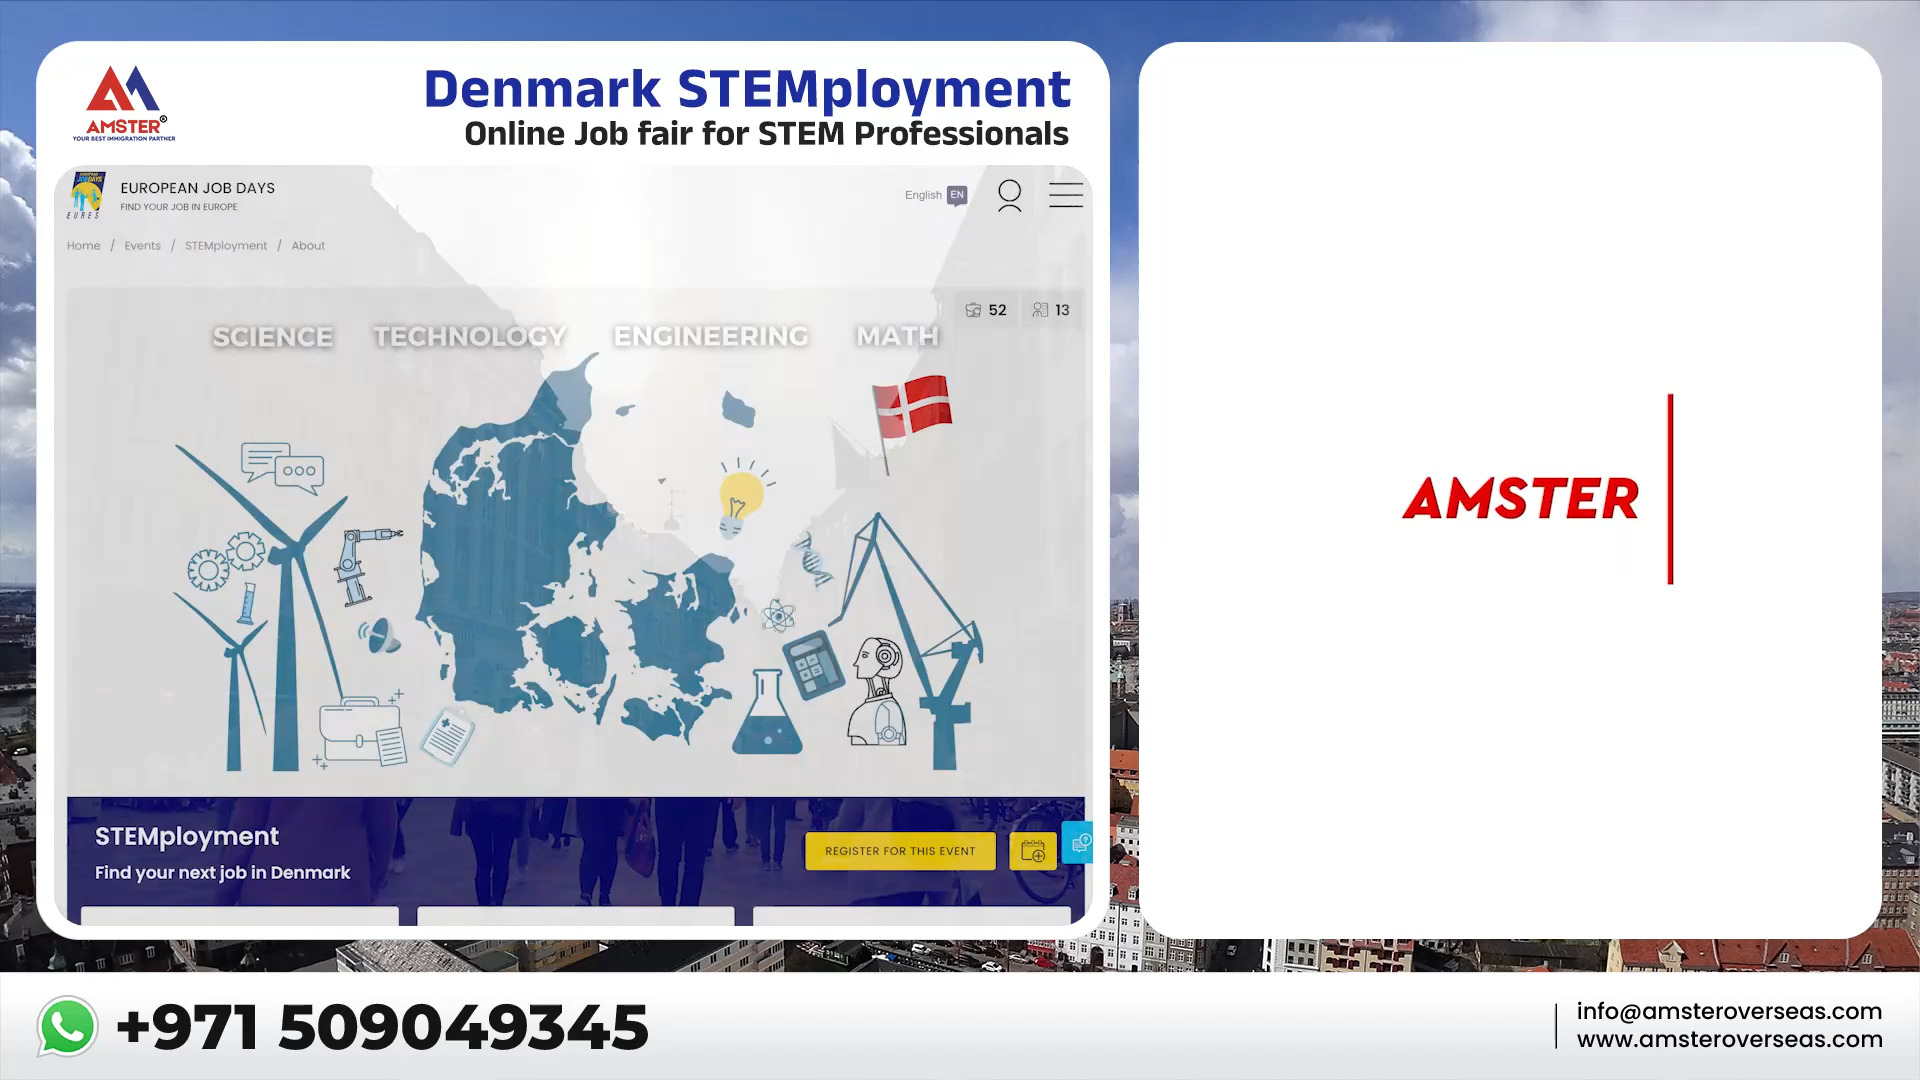 AMSTER®
YOUR BEST IMMIGRATION PARTNER
Denmark STEMployment
Online Job fair for STEM Professionals
EURES
EUROPEAN JOB DAYS
FIND YOUR JOB IN EUROPE
English EN
Home / Events / STEMployment / About
52 13
SCIENCE TECHNOLOGY ENGINEERING MATH
STEMployment
Find your next job in Denmark
REGISTER FOR THIS EVENT
AMSTER
+971 509049345
info@amsteroverseas.com
www.amsteroverseas.com